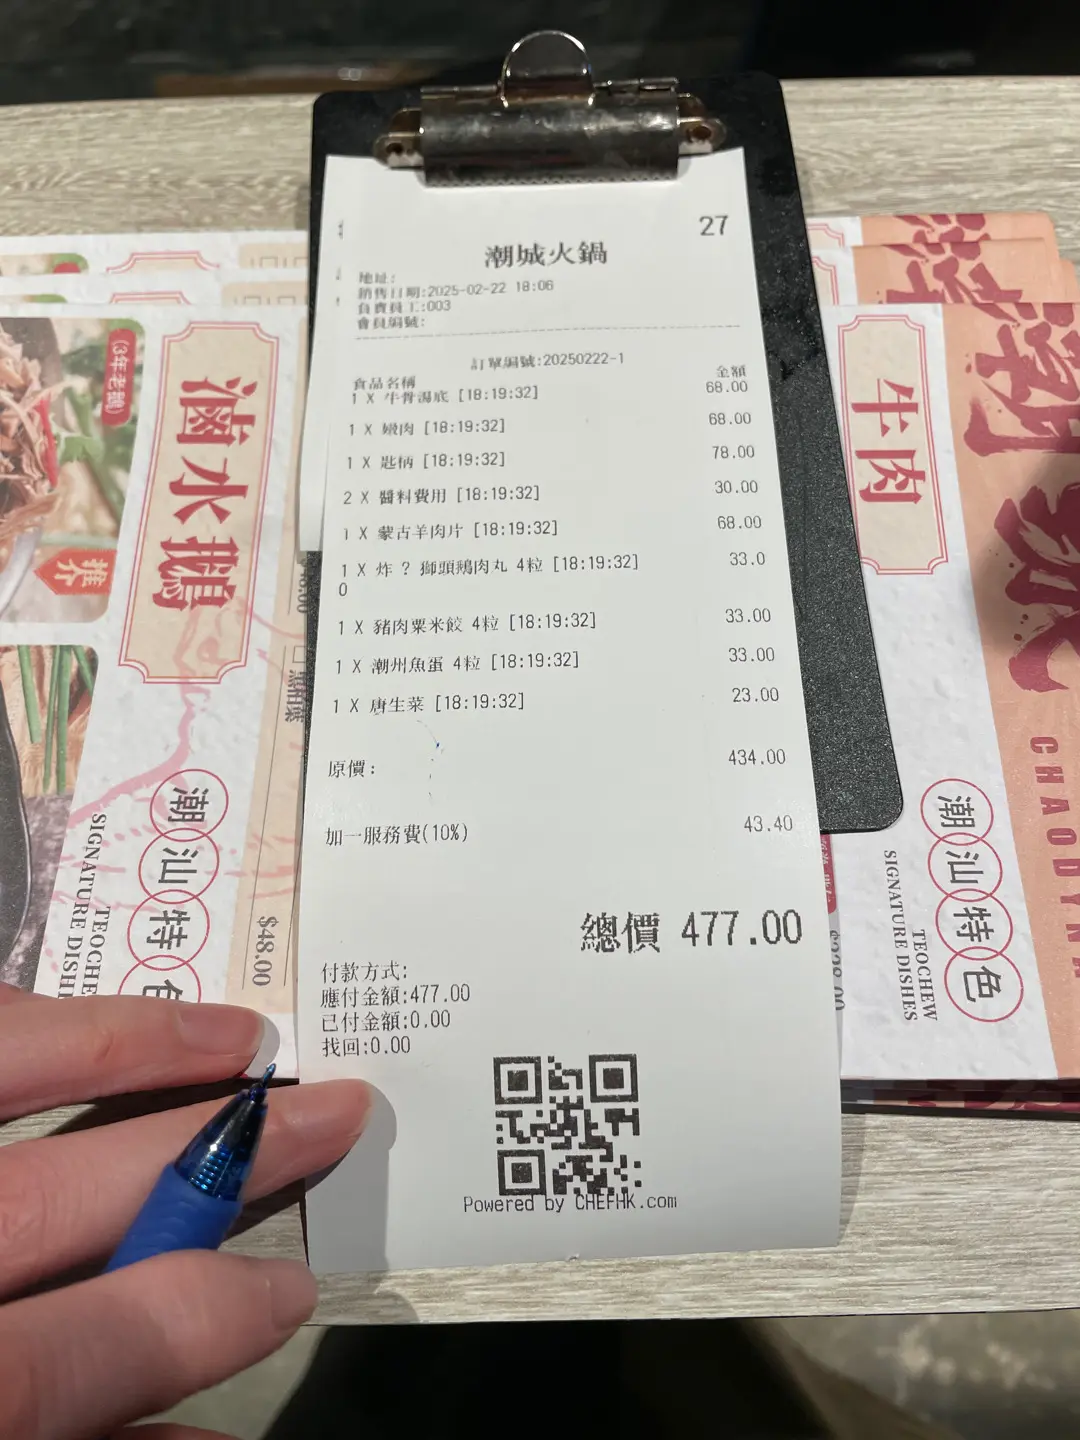 27
潮城火鍋
地址:
銷售日期:2025-02-22 18:06
負責員工:003
會員編號:
訂單編號:20250222-1
食品名稱 金額
1 X 牛骨湯底 [18:19:32] 68.00
1 X 嫩肉 [18:19:32] 68.00
1 X 匙柄 [18:19:32] 78.00
2 X 醬料費用 [18:19:32] 30.00
1 X 蒙古羊肉片 [18:19:32] 68.00
1 X 炸 ? 獅頭鵝肉丸 4粒 [18:19:32] 33.0
0
1 X 豬肉粟米餃 4粒 [18:19:32] 33.00
1 X 潮州魚蛋 4粒 [18:19:32] 33.00
1 X 唐生菜 [18:19:32] 23.00
原價: 434.00
加一服務費(10%) 43.40
總價 477.00
付款方式:
應付金額:477.00
已付金額:0.00
找回:0.00
Powered by CHEFHK.com
(3年老鵝)
滷水鵝
推介
潮汕特色
TEOCHEW
SIGNATURE DISHES
$48.00
牛肉
潮汕特色
TEOCHEW
SIGNATURE DISHES